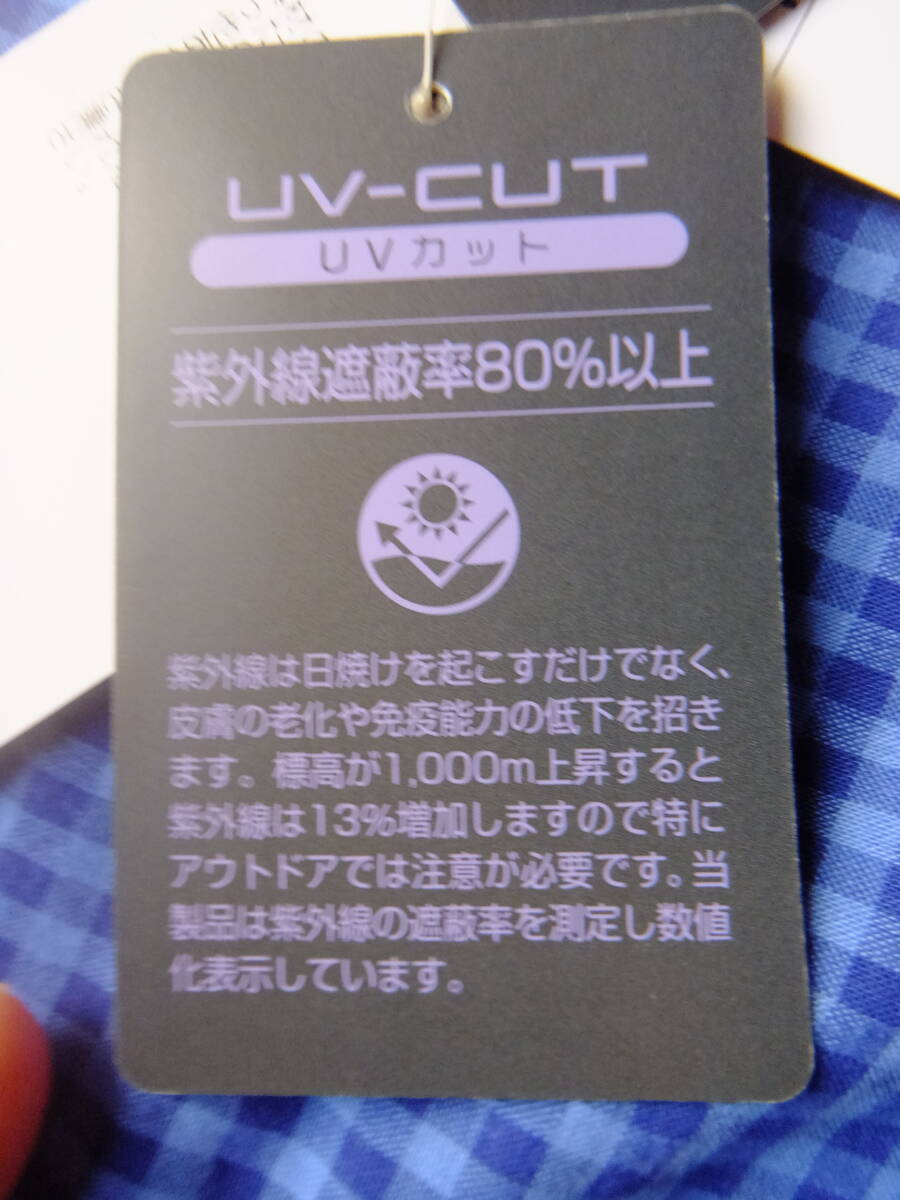 UV-CUT
UVカット
紫外線遮蔽率80%以上
紫外線は日焼けを起こすだけでなく、
皮膚の老化や免疫能力の低下を招き
ます。標高が1,000m上昇すると
紫外線は13%増加しますので特に
アウトドアでは注意が必要です。当
製品は紫外線の遮蔽率を測定し数値
化表示しています。